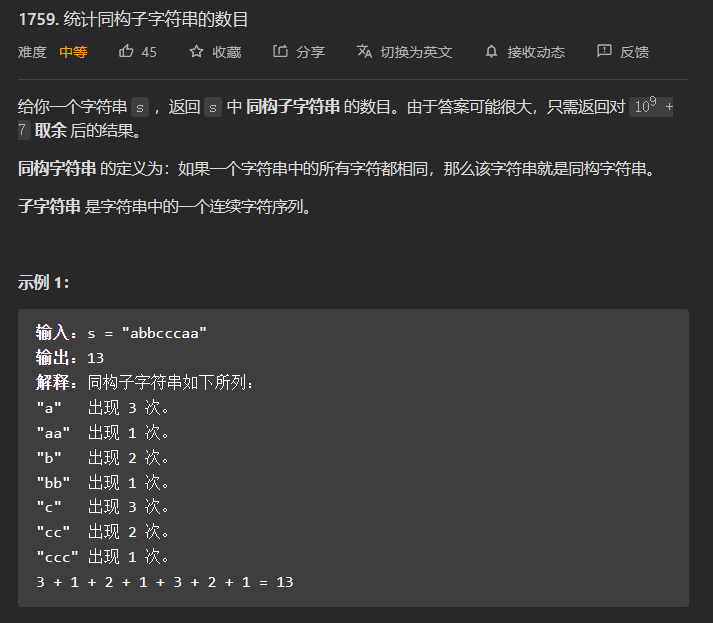 1759. 统计同构子字符串的数目
难度 中等 45 收藏 分享 切换为英文 接收动态 反馈
给你一个字符串 s ，返回 s 中 同构子字符串 的数目。由于答案可能很大，只需返回对 10⁹ +
7 取余 后的结果。
同构字符串 的定义为：如果一个字符串中的所有字符都相同，那么该字符串就是同构字符串。
子字符串 是字符串中的一个连续字符序列。
示例 1：
输入：s = "abbcccaa"
输出：13
解释：同构子字符串如下所列：
"a"   出现 3 次。
"aa"  出现 1 次。
"b"   出现 2 次。
"bb"  出现 1 次。
"c"   出现 3 次。
"cc"  出现 2 次。
"ccc" 出现 1 次。
3 + 1 + 2 + 1 + 3 + 2 + 1 = 13